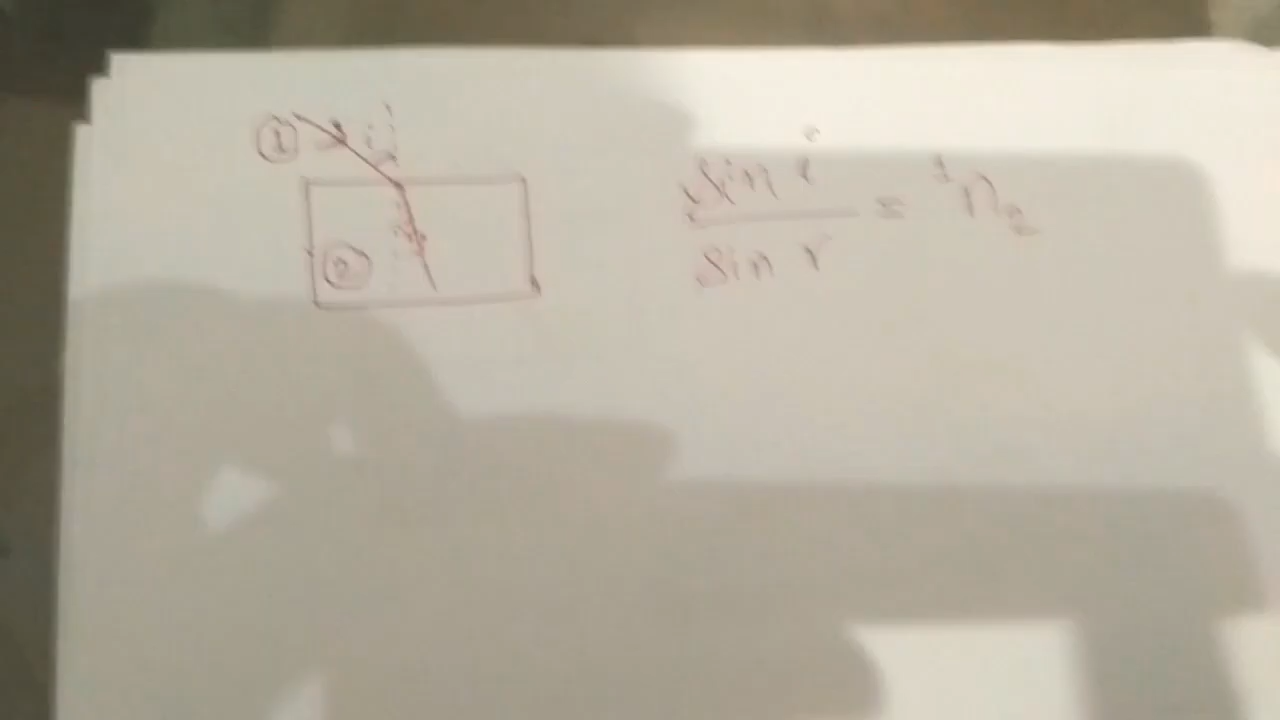 ① i
②
sin i / sin r = ¹n₂